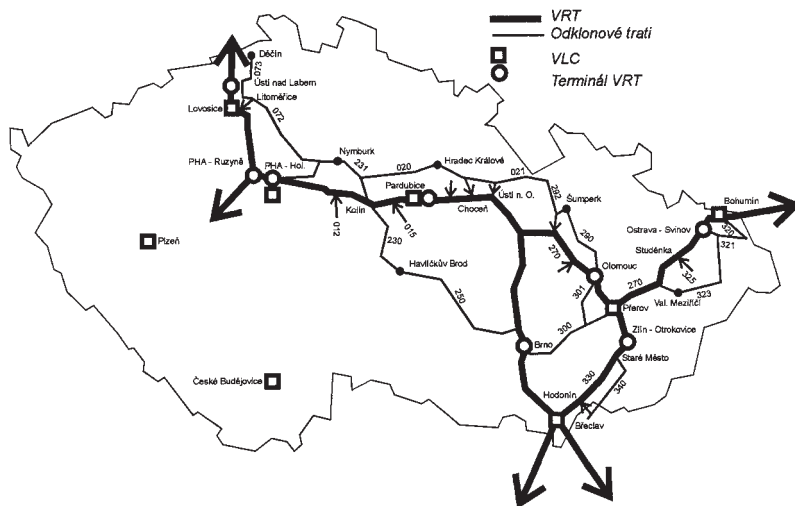 VRT
Odklonové trati
VLC
Terminál VRT
Děčín
073
Ústí nad Labem
Litoměřice
Lovosice
072
Nymburk
231
020
Hradec Králové
021
PHA - Ruzyně
PHA - Hol.
Pardubice
Kolín
012
015
Choceň
Ústí n. O.
292
Šumperk
290
230
270
Bohumín
Ostrava - Svinov
320
321
Studénka
325
Plzeň
Havlíčkův Brod
250
Olomouc
301
270
323
Val. Meziříčí
Přerov
300
Brno
Zlín - Otrokovice
Staré Město
České Budějovice
330
340
Hodonín
Břeclav